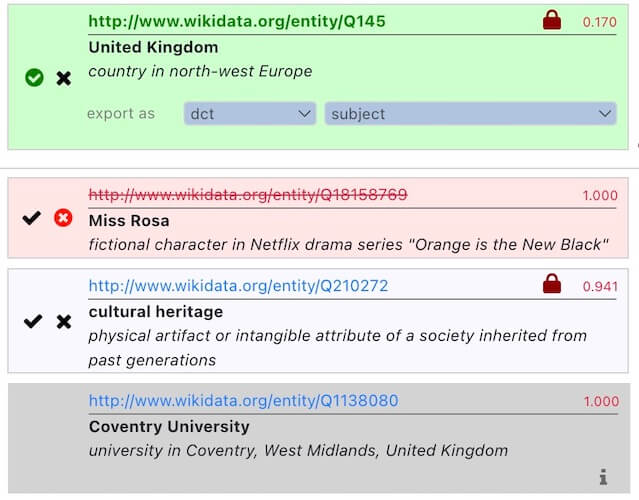 http://www.wikidata.org/entity/Q145 0.170
United Kingdom
country in north-west Europe
export as dct subject
http://www.wikidata.org/entity/Q18158769 1.000
Miss Rosa
fictional character in Netflix drama series "Orange is the New Black"
http://www.wikidata.org/entity/Q210272 0.941
cultural heritage
physical artifact or intangible attribute of a society inherited from
past generations
http://www.wikidata.org/entity/Q1138080 1.000
Coventry University
university in Coventry, West Midlands, United Kingdom